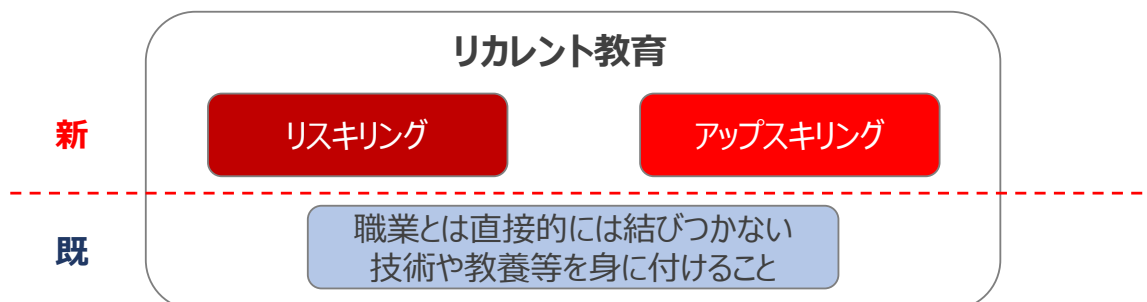 リカレント教育
新
リスキリング
アップスキリング
既
職業とは直接的には結びつかない
技術や教養等を身に付けること